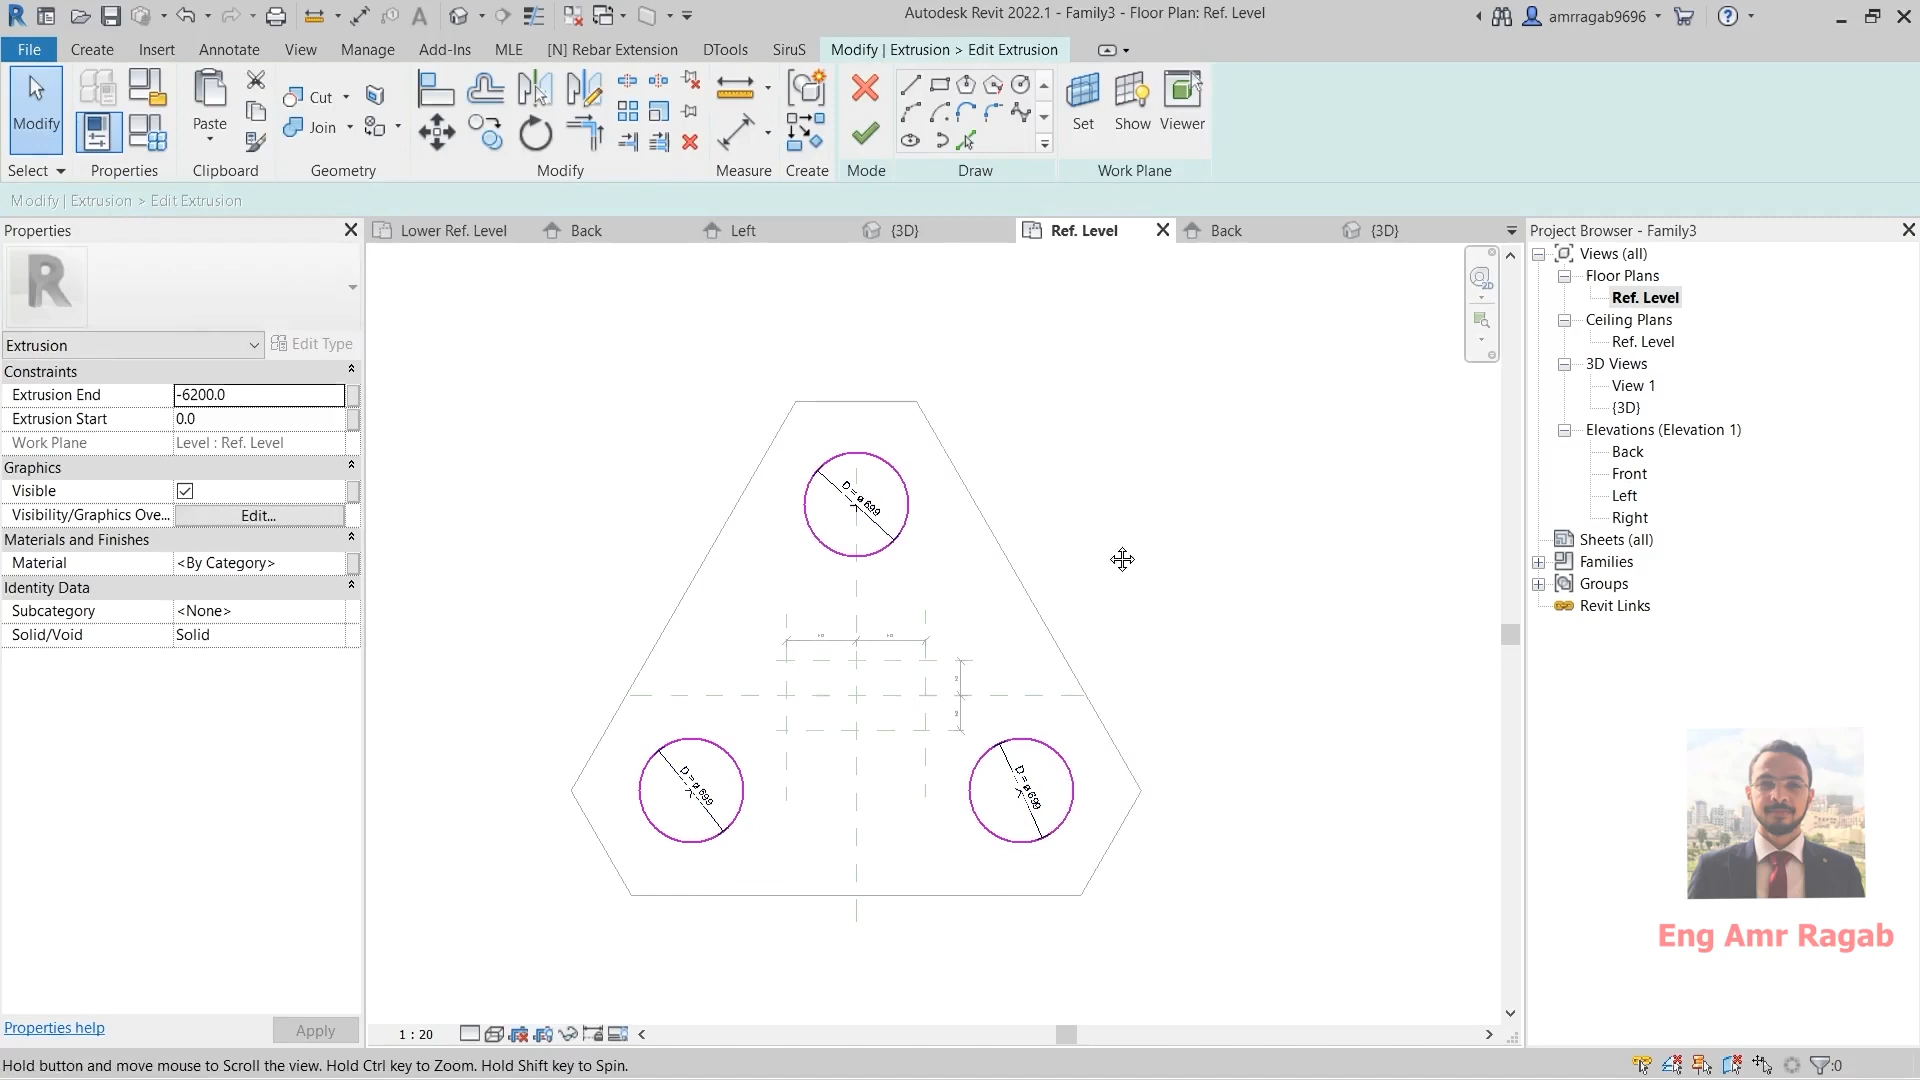 Autodesk Revit 2022.1 - Family3 - Floor Plan: Ref. Level
amrragab9696
File
Create
Insert
Annotate
View
Manage
Add-Ins
MLE
[N] Rebar Extension
DTools
SiruS
Modify | Extrusion > Edit Extrusion
Modify
Paste
Cut
Join
Set
Show
Viewer
Select
Properties
Clipboard
Geometry
Modify
Measure
Create
Mode
Draw
Work Plane
Modify | Extrusion > Edit Extrusion
Properties
R
Extrusion
Edit Type
Constraints
Extrusion End
-6200.0
Extrusion Start
0.0
Work Plane
Level : Ref. Level
Graphics
Visible
Visibility/Graphics Ove...
Edit...
Materials and Finishes
Material
<By Category>
Identity Data
Subcategory
<None>
Solid/Void
Solid
Properties help
Apply
Lower Ref. Level
Back
Left
{3D}
Ref. Level
Back
{3D}
2D
D = ø 699
D = ø 699
D = ø 699
1 : 20
Project Browser - Family3
Views (all)
Floor Plans
Ref. Level
Ceiling Plans
Ref. Level
3D Views
View 1
{3D}
Elevations (Elevation 1)
Back
Front
Left
Right
Sheets (all)
Families
Groups
Revit Links
Eng Amr Ragab
Hold button and move mouse to Scroll the view. Hold Ctrl key to Zoom. Hold Shift key to Spin.
:0